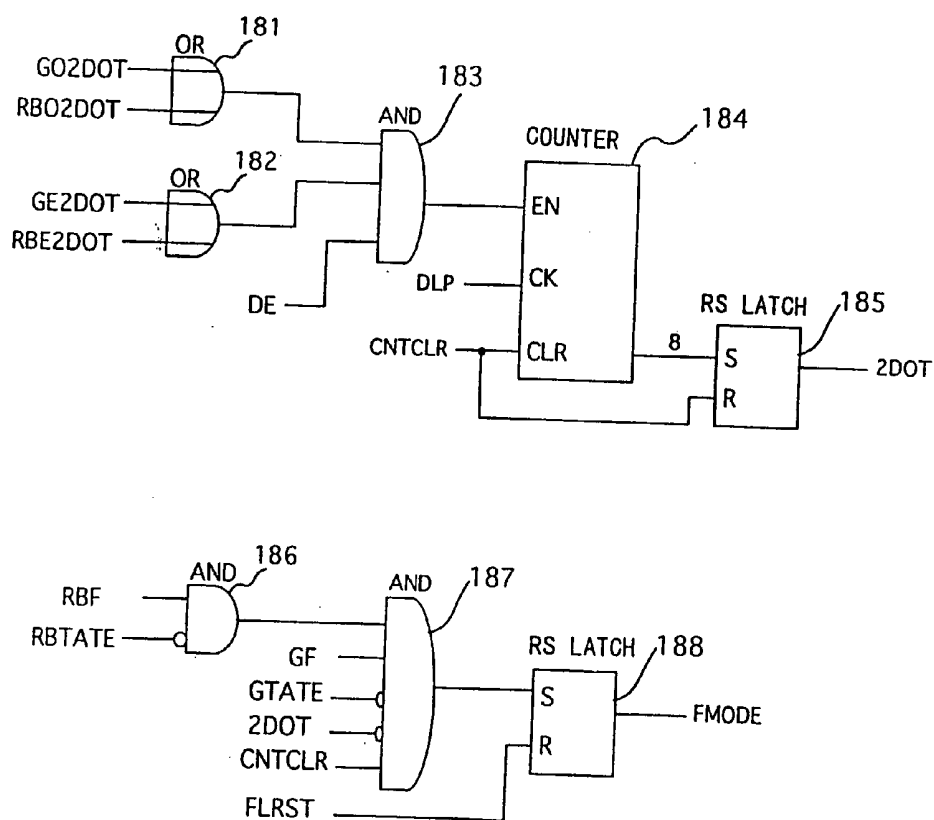 OR
181
GO2DOT
RBO2DOT
183
AND
COUNTER
184
OR
182
GE2DOT
RBE2DOT
EN
DE
DLP
CK
RS LATCH
185
CNTCLR
CLR
8
S
2DOT
R
AND
186
RBF
RBTATE
AND
187
GF
GTATE
2DOT
CNTCLR
RS LATCH
188
S
FMODE
R
FLRST